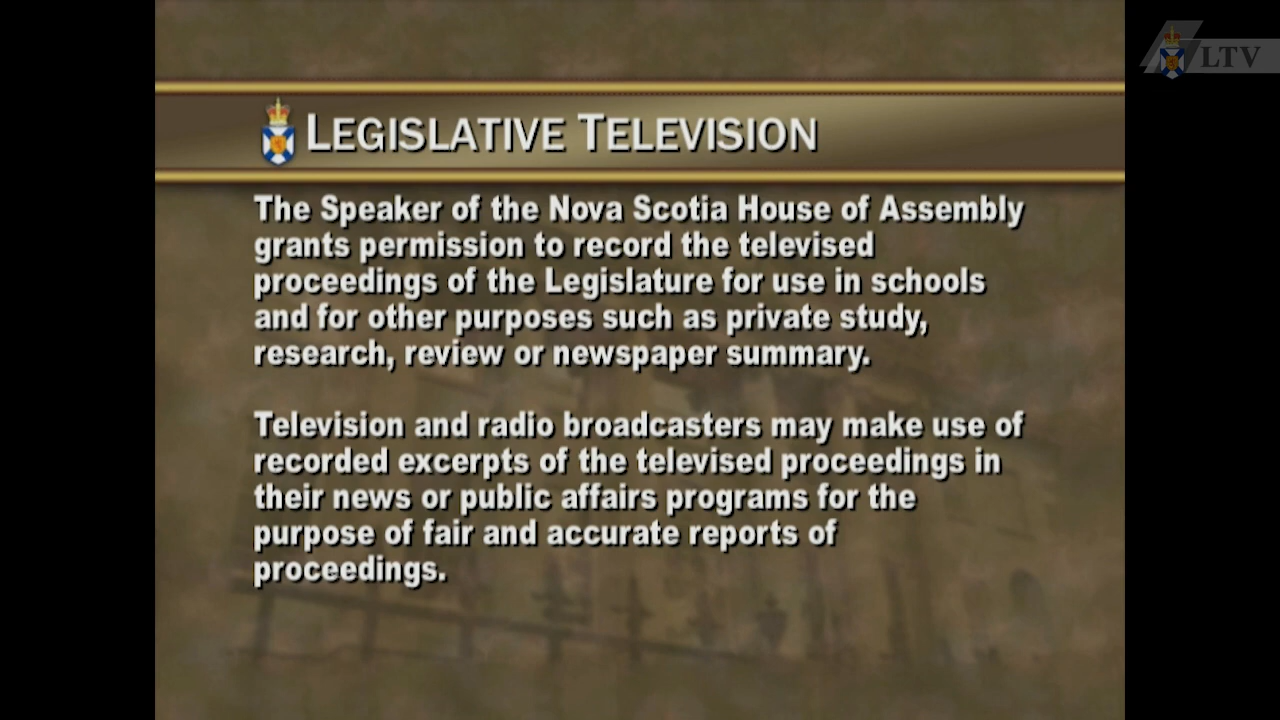 LTV
LEGISLATIVE TELEVISION
The Speaker of the Nova Scotia House of Assembly
grants permission to record the televised
proceedings of the Legislature for use in schools
and for other purposes such as private study,
research, review or newspaper summary.
Television and radio broadcasters may make use of
recorded excerpts of the televised proceedings in
their news or public affairs programs for the
purpose of fair and accurate reports of
proceedings.